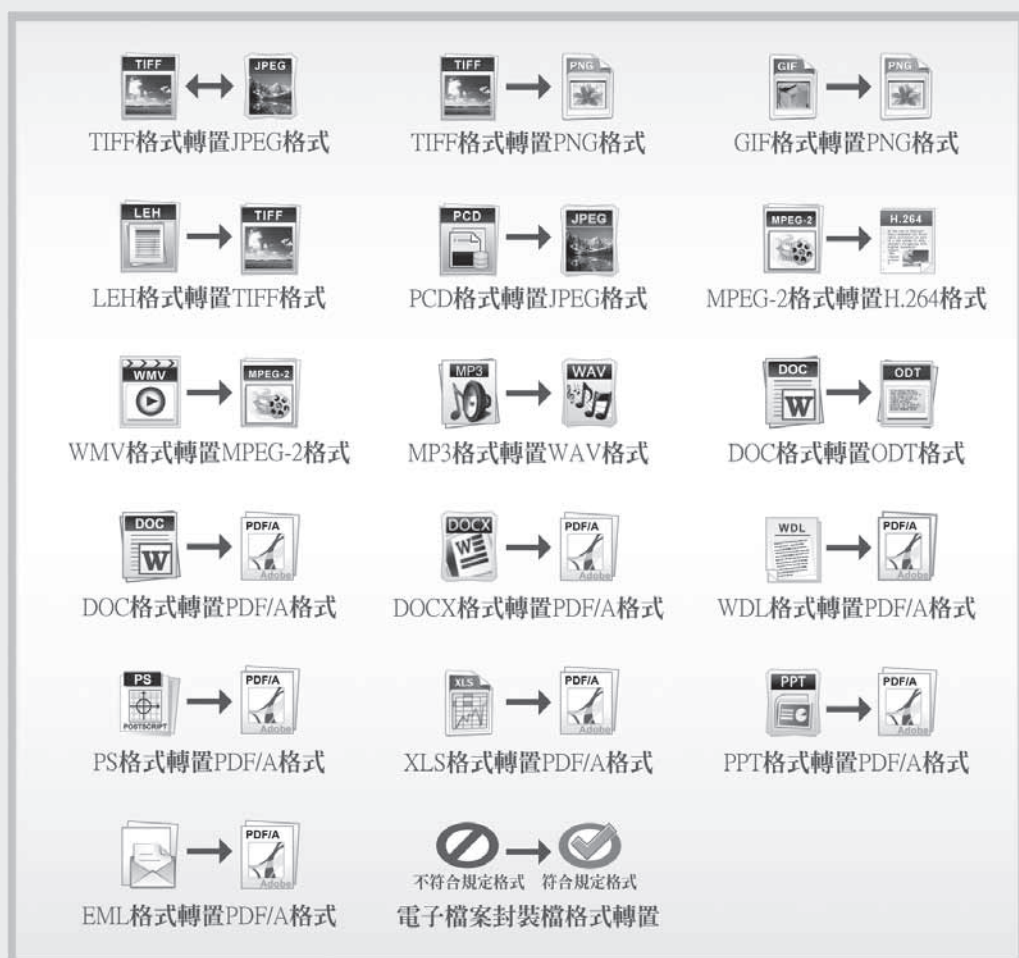 TIFF JPEG TIFF PNG GIF PNG
TIFF格式轉置JPEG格式 TIFF格式轉置PNG格式 GIF格式轉置PNG格式
LEH TIFF PCD JPEG MPEG-2 H.264
LEH格式轉置TIFF格式 PCD格式轉置JPEG格式 MPEG-2格式轉置H.264格式
WMV MPEG-2 MP3 WAV DOC ODT
W
WMV格式轉置MPEG-2格式 MP3格式轉置WAV格式 DOC格式轉置ODT格式
DOC PDF/A DOCX PDF/A WDL PDF/A
W Adobe W Adobe Adobe
DOC格式轉置PDF/A格式 DOCX格式轉置PDF/A格式 WDL格式轉置PDF/A格式
PS PDF/A XLS PDF/A PPT PDF/A
POSTSCRIPT Adobe Adobe Adobe
PS格式轉置PDF/A格式 XLS格式轉置PDF/A格式 PPT格式轉置PDF/A格式
PDF/A
Adobe 不符合規定格式 符合規定格式
EML格式轉置PDF/A格式 電子檔案封裝檔格式轉置